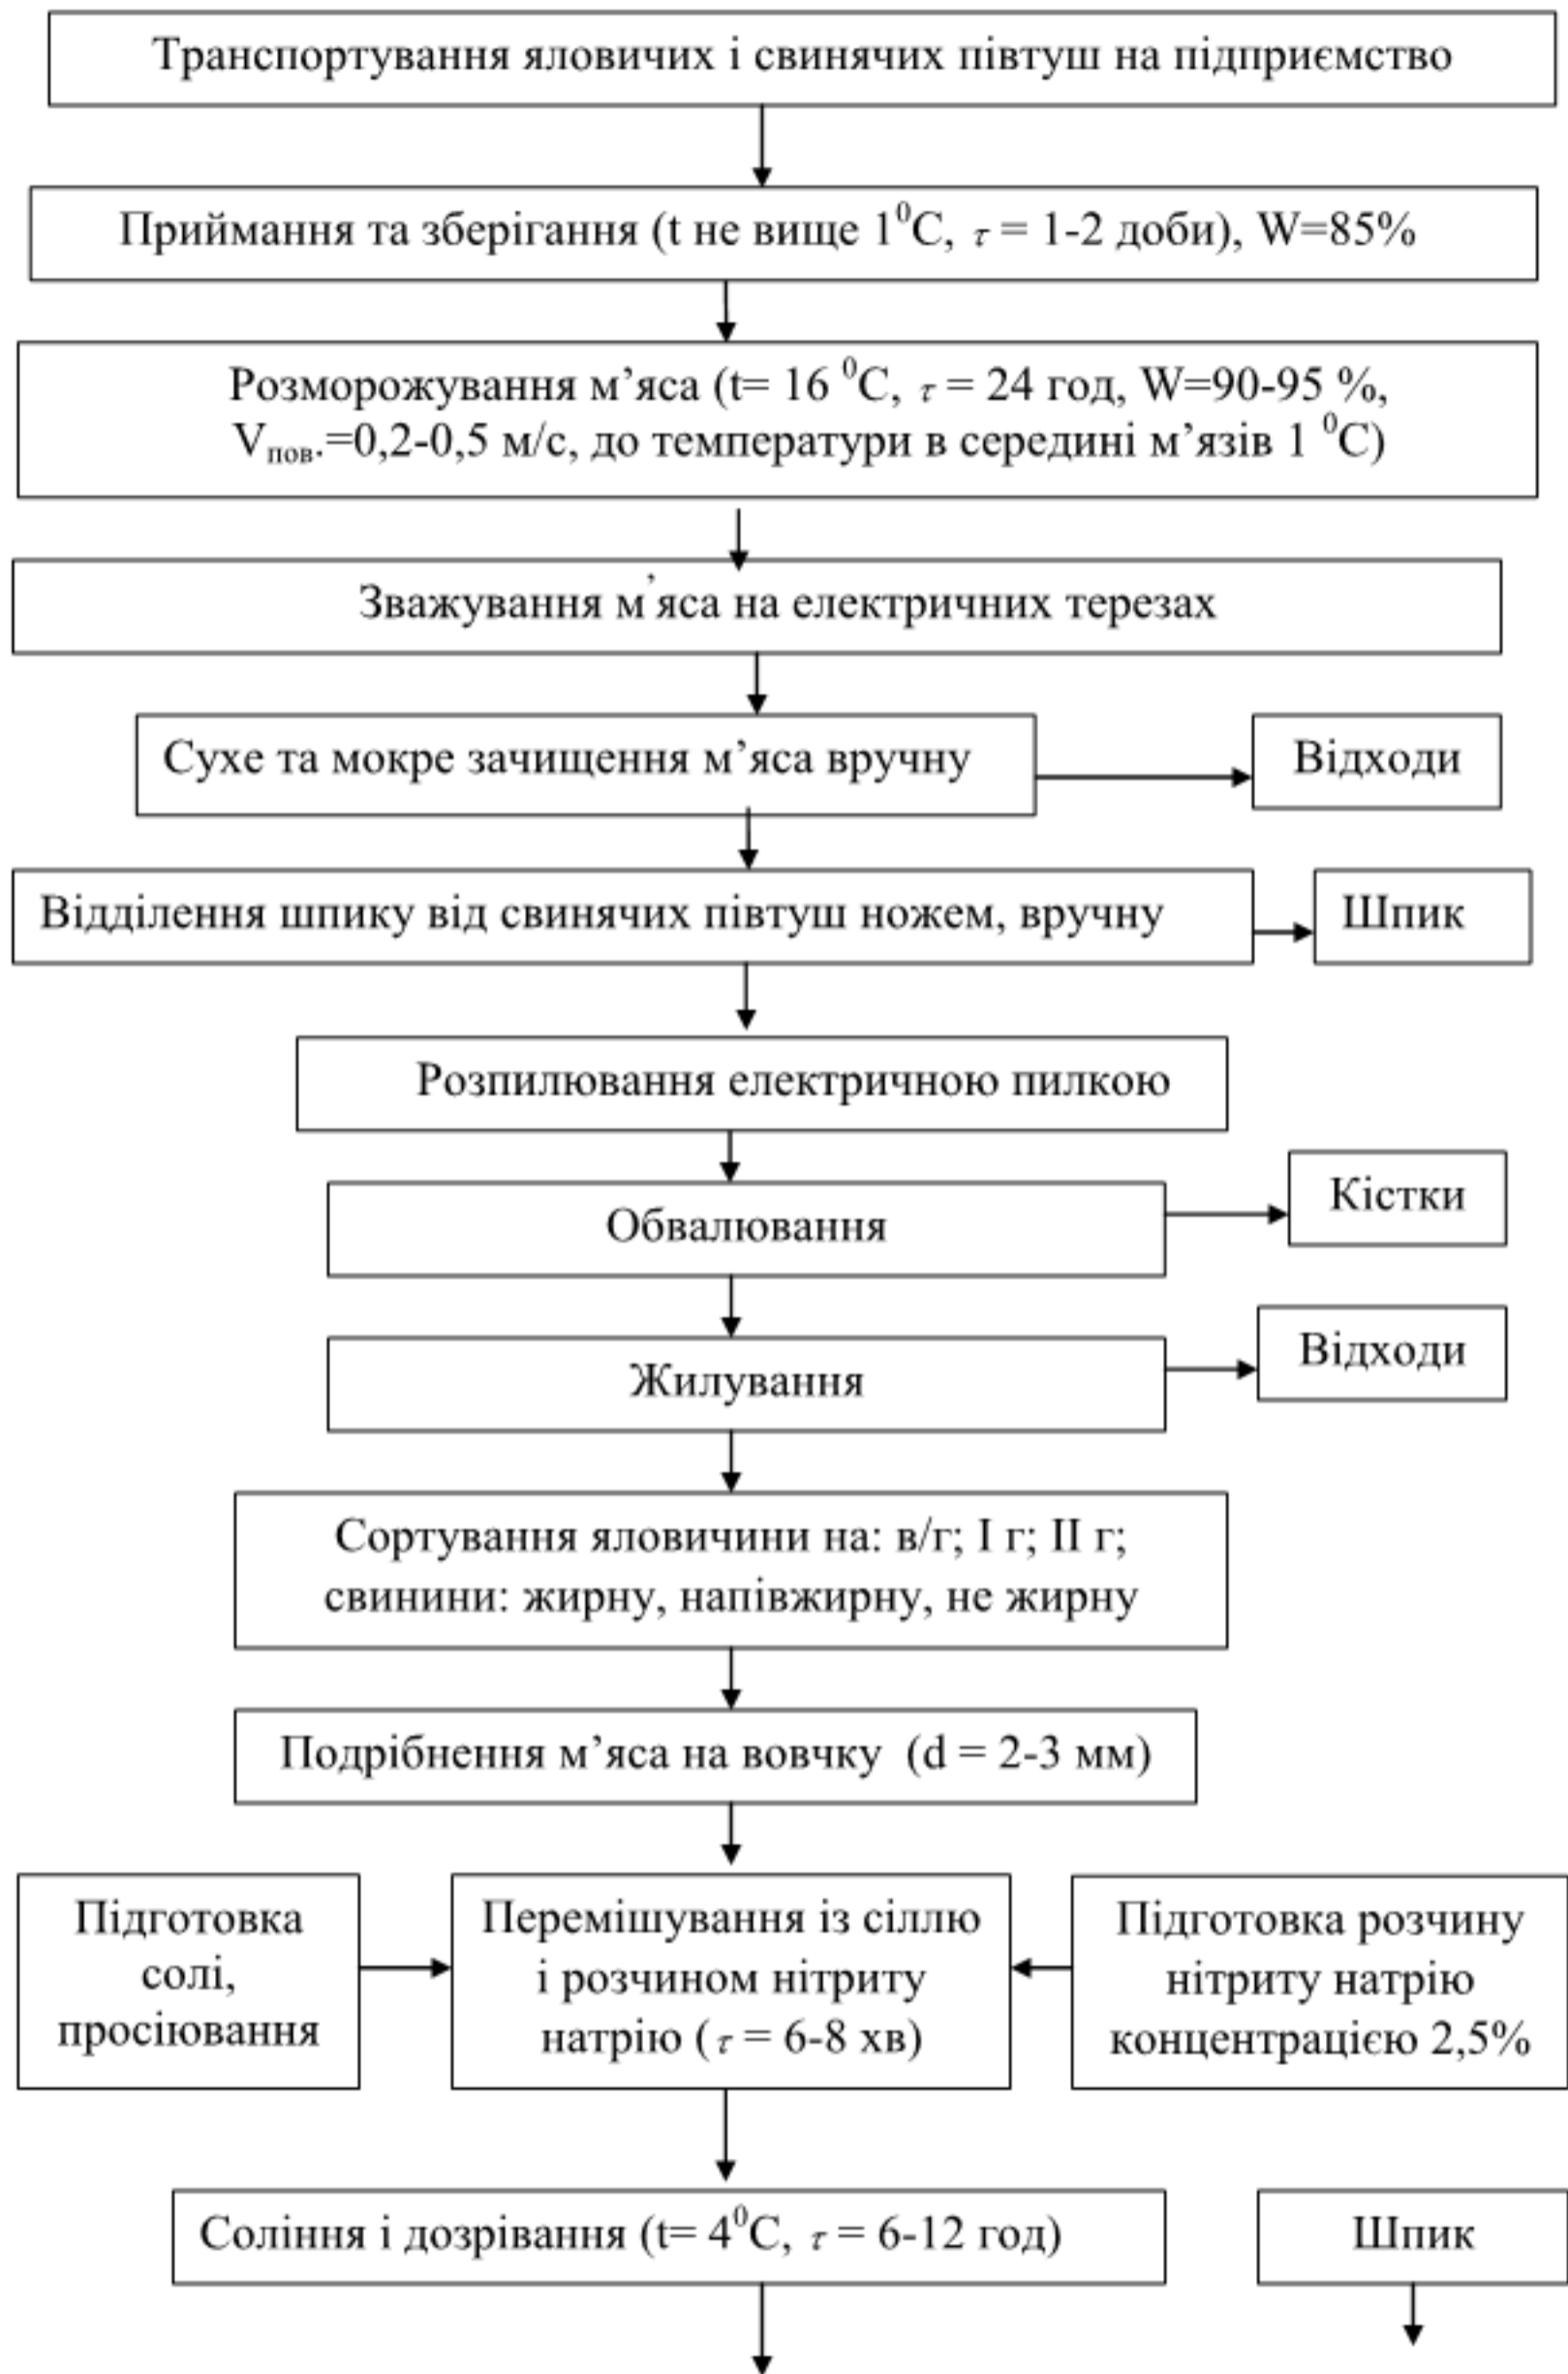 Транспортування яловичих і свинячих півтуш на підприємство
Приймання та зберігання (t не вище 1⁰С, τ = 1-2 доби), W=85%
Розморожування м’яса (t= 16 ⁰С, τ = 24 год, W=90-95 %,
Vпов.=0,2-0,5 м/с, до температури в середині м’язів 1 ⁰С)
Зважування м’яса на електричних терезах
Сухе та мокре зачищення м’яса вручну
Відходи
Відділення шпику від свинячих півтуш ножем, вручну
Шпик
Розпилювання електричною пилкою
Обвалювання
Кістки
Жилування
Відходи
Сортування яловичини на: в/г; I г; II г;
свинини: жирну, напівжирну, не жирну
Подрібнення м’яса на вовчку (d = 2-3 мм)
Підготовка
солі,
просіювання
Перемішування із сіллю
і розчином нітриту
натрію (τ = 6-8 хв)
Підготовка розчину
нітриту натрію
концентрацією 2,5%
Соління і дозрівання (t= 4⁰С, τ = 6-12 год)
Шпик